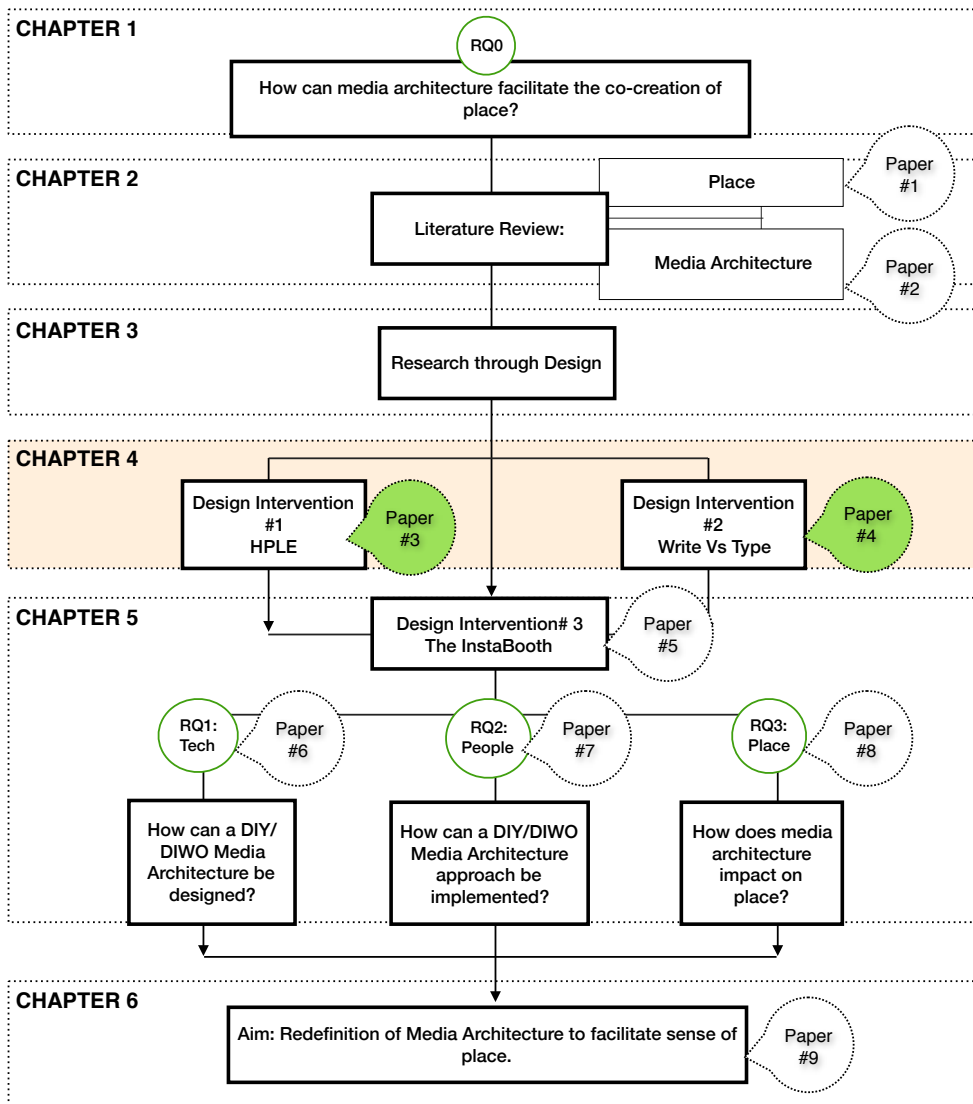 CHAPTER 1
RQ0
How can media architecture facilitate the co-creation of
place?
CHAPTER 2
Place
Paper
#1
Literature Review:
Media Architecture
Paper
#2
CHAPTER 3
Research through Design
CHAPTER 4
Design Intervention
#1
HPLE
Paper
#3
Design Intervention
#2
Write Vs Type
Paper
#4
CHAPTER 5
Design Intervention# 3
The InstaBooth
Paper
#5
RQ1:
Tech
Paper
#6
RQ2:
People
Paper
#7
RQ3:
Place
Paper
#8
How can a DIY/
DIWO Media
Architecture be
designed?
How can a DIY/DIWO
Media Architecture
approach be
implemented?
How does media
architecture
impact on
place?
CHAPTER 6
Aim: Redefinition of Media Architecture to facilitate sense of
place.
Paper
#9